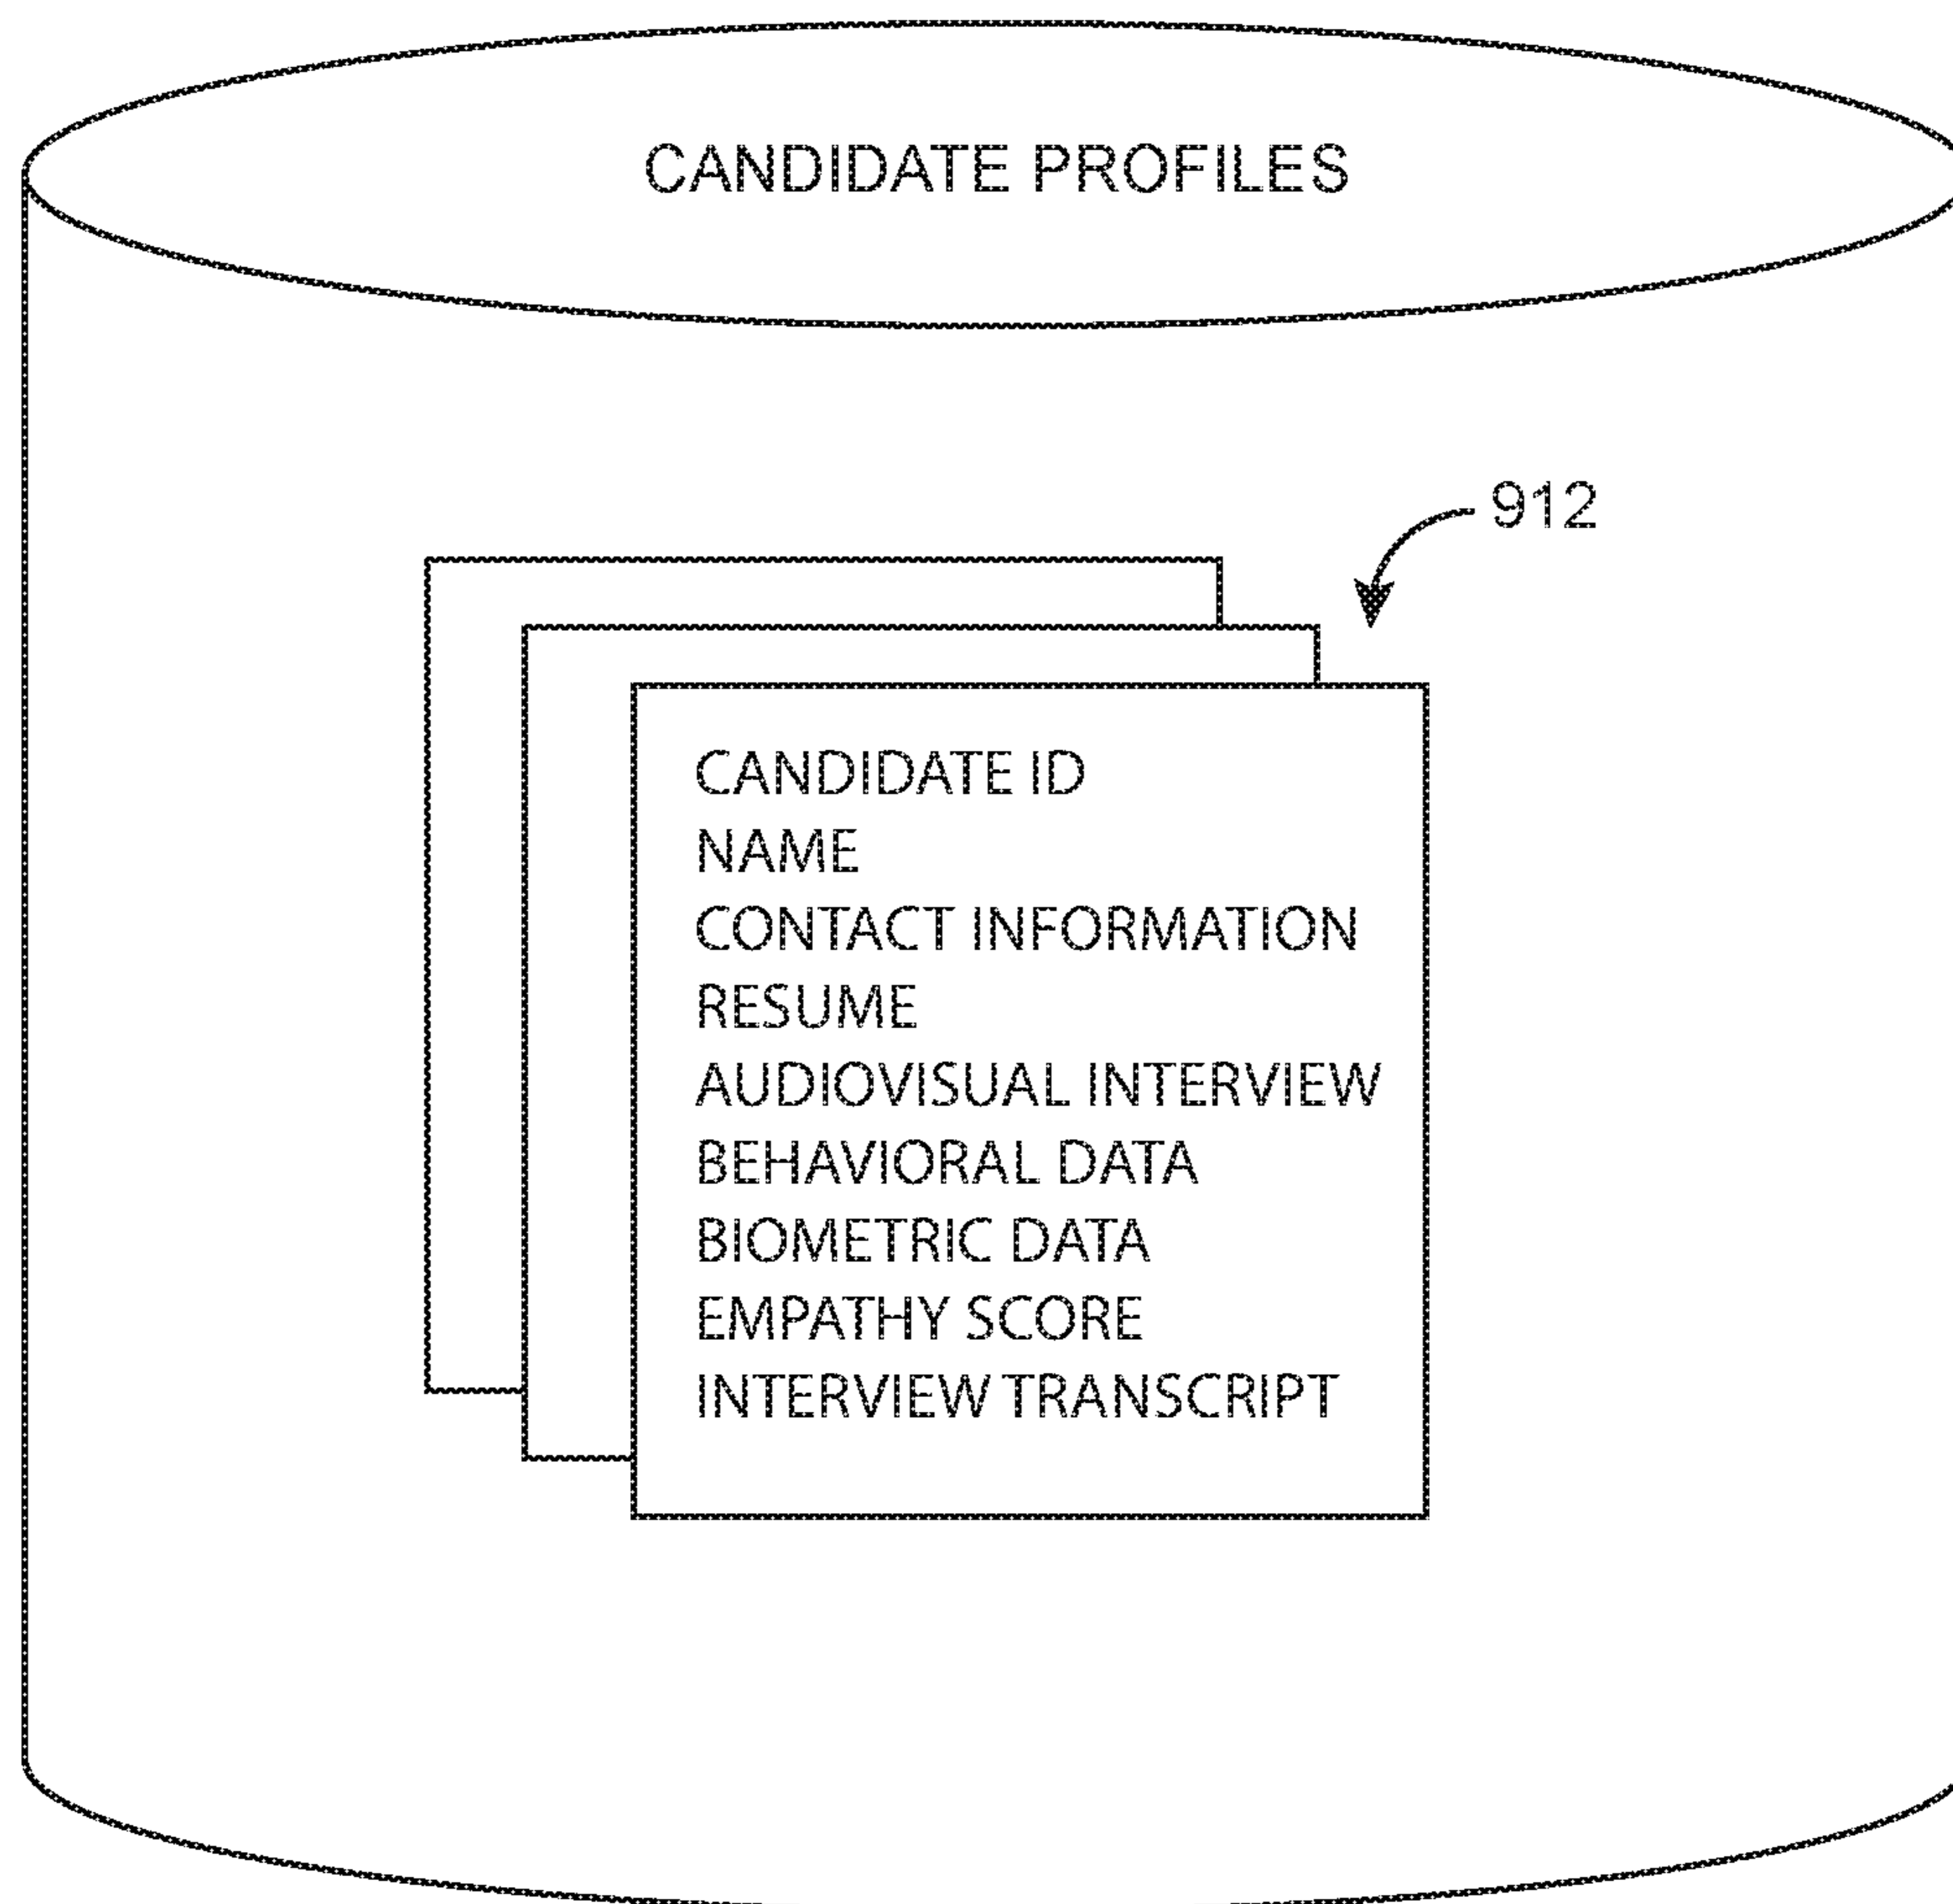 CANDIDATE PROFILES
912
CANDIDATE ID
NAME
CONTACT INFORMATION
RESUME
AUDIOVISUAL INTERVIEW
BEHAVIORAL DATA
BIOMETRIC DATA
EMPATHY SCORE
INTERVIEW TRANSCRIPT